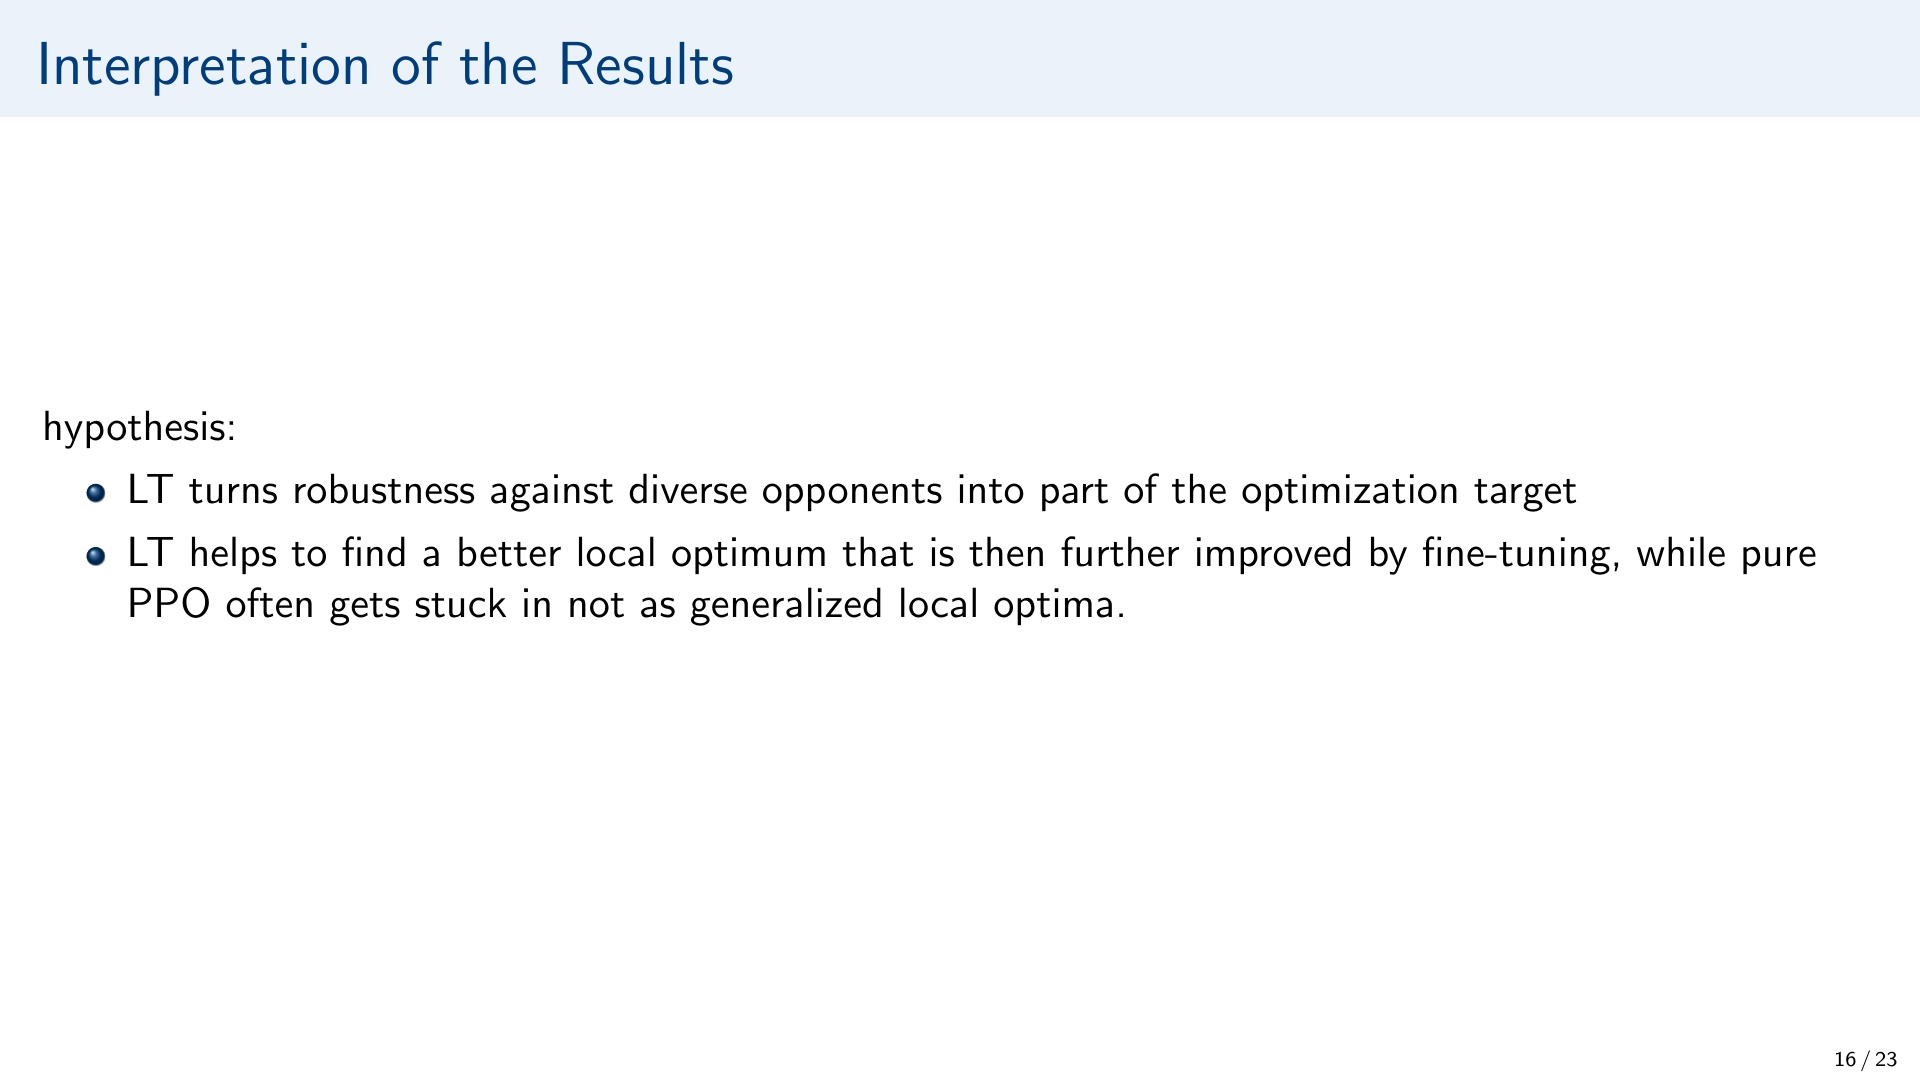 Interpretation of the Results
hypothesis:
LT turns robustness against diverse opponents into part of the optimization target
LT helps to find a better local optimum that is then further improved by fine-tuning, while pure
PPO often gets stuck in not as generalized local optima.
16 / 23